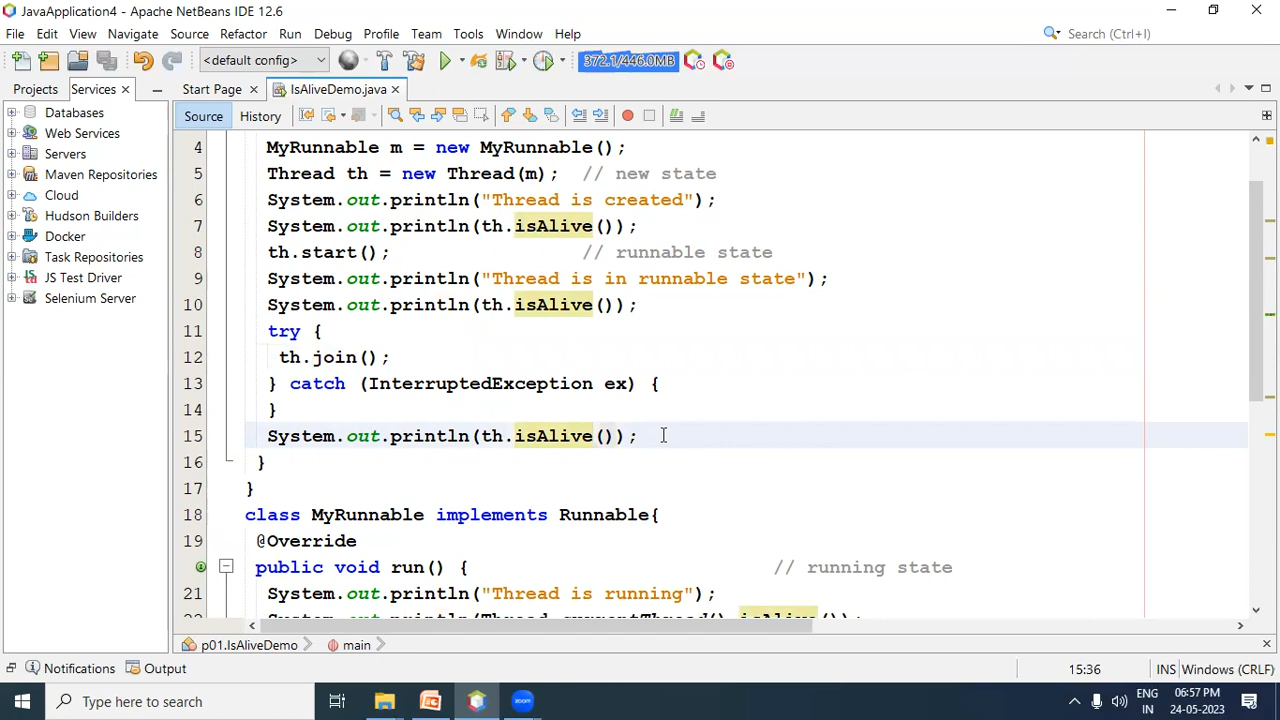 JavaApplication4 - Apache NetBeans IDE 12.6
File Edit View Navigate Source Refactor Run Debug Profile Team Tools Window Help
Search (Ctrl+I)
<default config>
372.1/446.0MB
Projects Services
Start Page IsAliveDemo.java
Source History
Databases
Web Services
Servers
Maven Repositories
Cloud
Hudson Builders
Docker
Task Repositories
JS Test Driver
Selenium Server
4 MyRunnable m = new MyRunnable();
5 Thread th = new Thread(m); // new state
6 System.out.println("Thread is created");
7 System.out.println(th.isAlive());
8 th.start(); // runnable state
9 System.out.println("Thread is in runnable state");
10 System.out.println(th.isAlive());
11 try {
12 th.join();
13 } catch (InterruptedException ex) {
14 }
15 System.out.println(th.isAlive());
16 }
17 }
18 class MyRunnable implements Runnable{
19 @Override
public void run() { // running state
21 System.out.println("Thread is running");
22 System.out.println(Thread.currentThread().isAlive());
p01.IsAliveDemo main
Notifications Output
15:36 INS Windows (CRLF)
Type here to search
ENG
IN
06:57 PM
24-05-2023